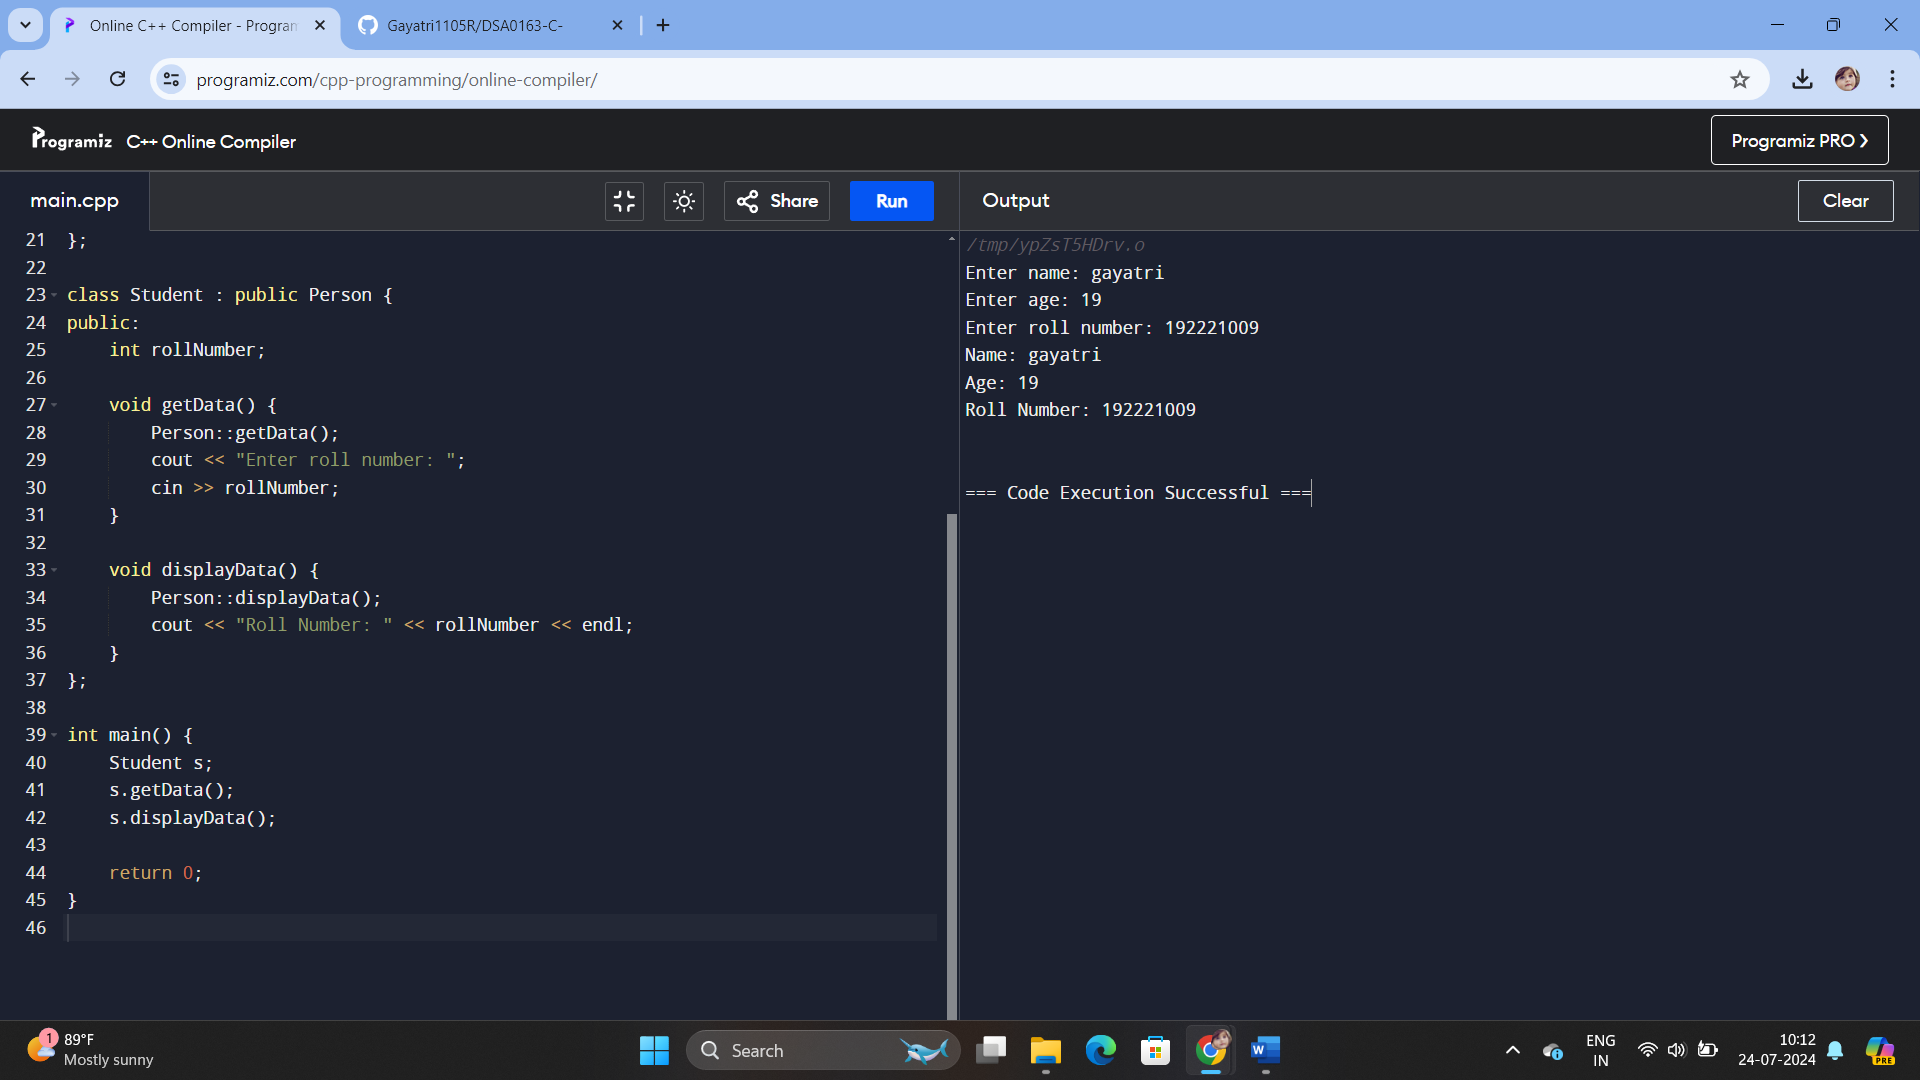 Online C++ Compiler - Program
Gayatri1105R/DSA0163-C-
programiz.com/cpp-programming/online-compiler/
Programiz C++ Online Compiler
Programiz PRO
main.cpp
Share
Run
Output
Clear
21 };
22
23 class Student : public Person {
24 public:
25     int rollNumber;
26
27     void getData() {
28         Person::getData();
29         cout << "Enter roll number: ";
30         cin >> rollNumber;
31     }
32
33     void displayData() {
34         Person::displayData();
35         cout << "Roll Number: " << rollNumber << endl;
36     }
37 };
38
39 int main() {
40     Student s;
41     s.getData();
42     s.displayData();
43
44     return 0;
45 }
46
/tmp/ypZsT5HDrv.o
Enter name: gayatri
Enter age: 19
Enter roll number: 192221009
Name: gayatri
Age: 19
Roll Number: 192221009
=== Code Execution Successful ===
1
89°F
Mostly sunny
Search
W
ENG
IN
10:12
24-07-2024
PRE